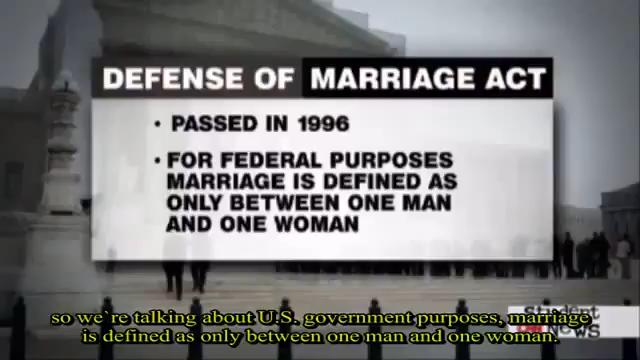 DEFENSE OF MARRIAGE ACT
• PASSED IN 1996
• FOR FEDERAL PURPOSES
MARRIAGE IS DEFINED AS
ONLY BETWEEN ONE MAN
AND ONE WOMAN
Student
CNN NEWS
so we`re talking about U.S. government purposes, marriage
is defined as only between one man and one woman.